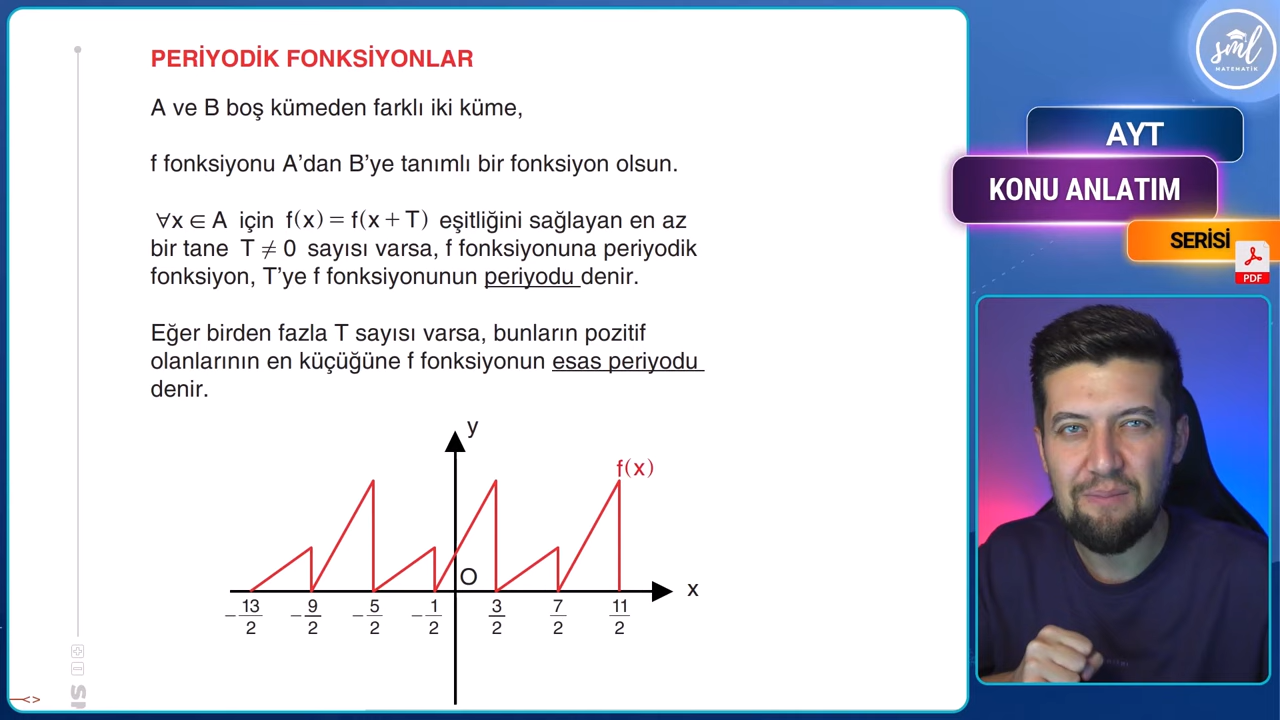 PERİYODİK FONKSİYONLAR
A ve B boş kümeden farklı iki küme,
f fonksiyonu A’dan B’ye tanımlı bir fonksiyon olsun.
∀x ∈ A için f(x) = f(x + T) eşitliğini sağlayan en az
bir tane T ≠ 0 sayısı varsa, f fonksiyonuna periyodik
fonksiyon, T’ye f fonksiyonunun periyodu denir.
Eğer birden fazla T sayısı varsa, bunların pozitif
olanlarının en küçüğüne f fonksiyonun esas periyodu
denir.
y
f(x)
O
x
-13/2 -9/2 -5/2 -1/2 3/2 7/2 11/2
sml
MATEMATİK
AYT
KONU ANLATIM
SERİSİ
PDF